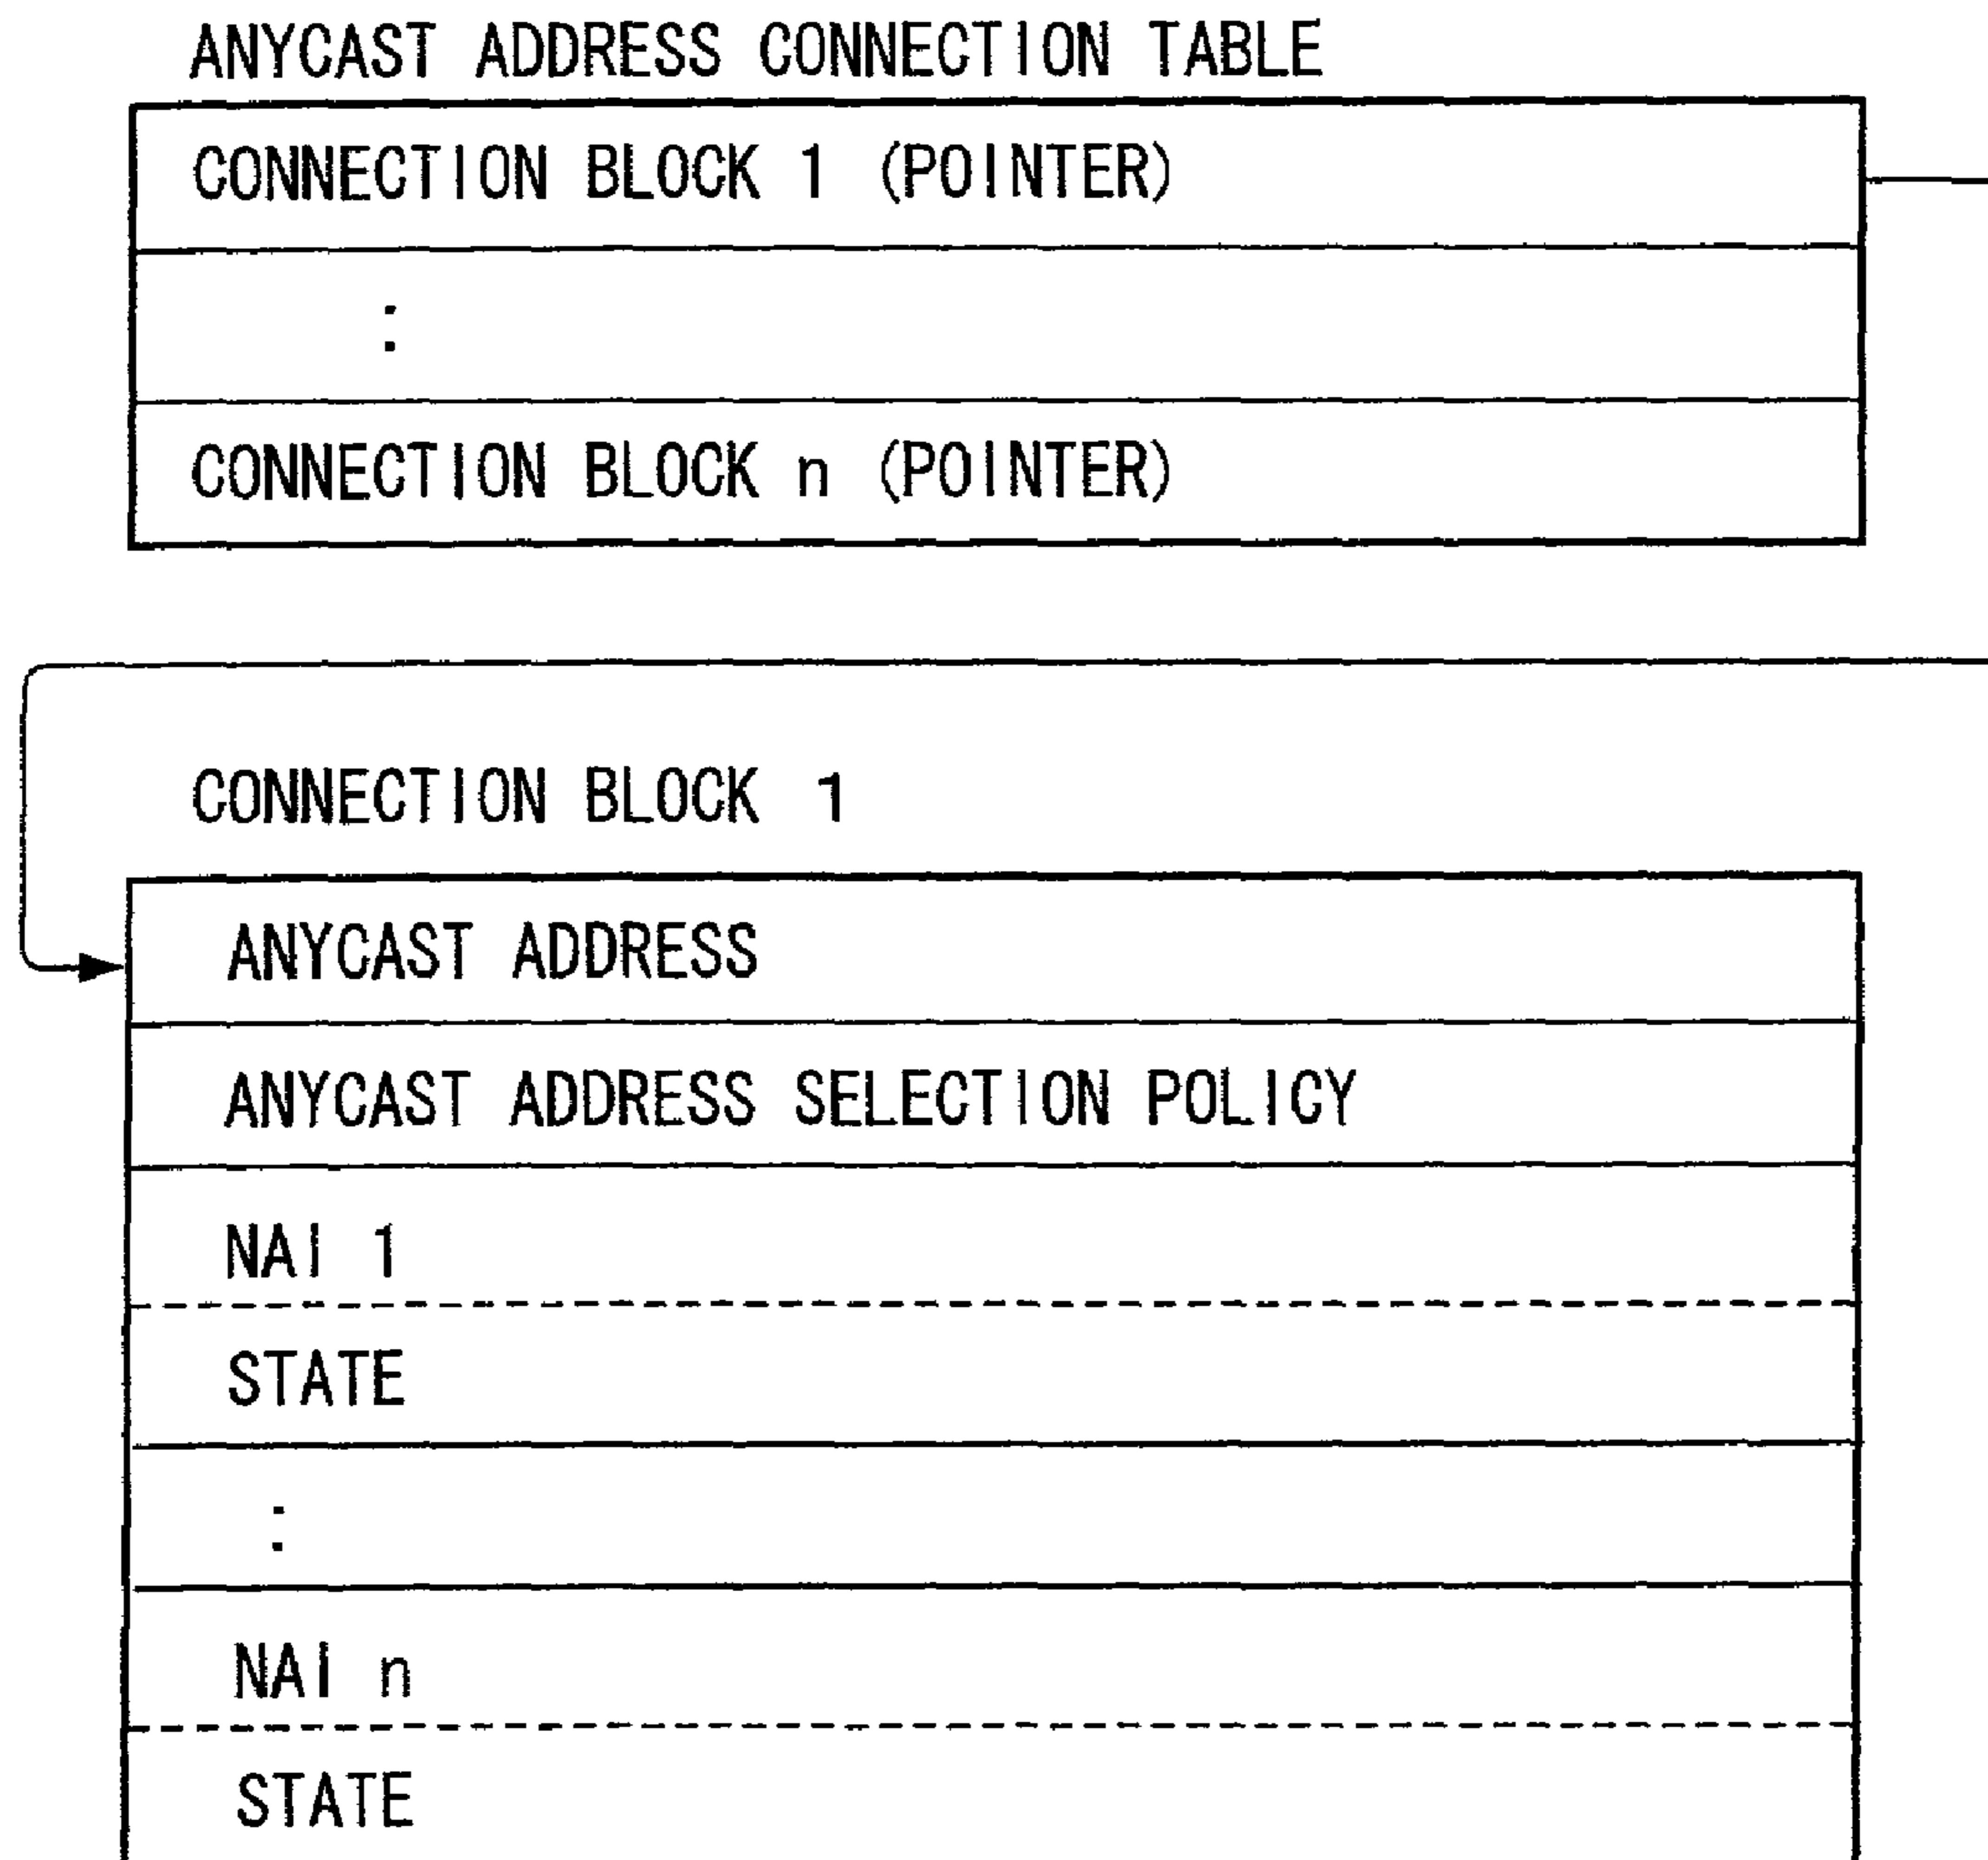 ANYCAST ADDRESS CONNECTION TABLE
CONNECTION BLOCK 1 (POINTER)
:
CONNECTION BLOCK n (POINTER)
CONNECTION BLOCK 1
ANYCAST ADDRESS
ANYCAST ADDRESS SELECTION POLICY
NAI 1
STATE
:
NAI n
STATE